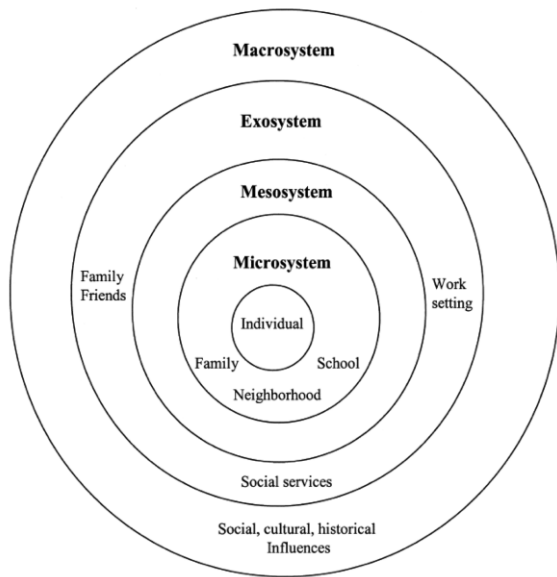 Macrosystem
Exosystem
Mesosystem
Microsystem
Family
Friends
Work
setting
Individual
Family
School
Neighborhood
Social services
Social, cultural, historical
Influences